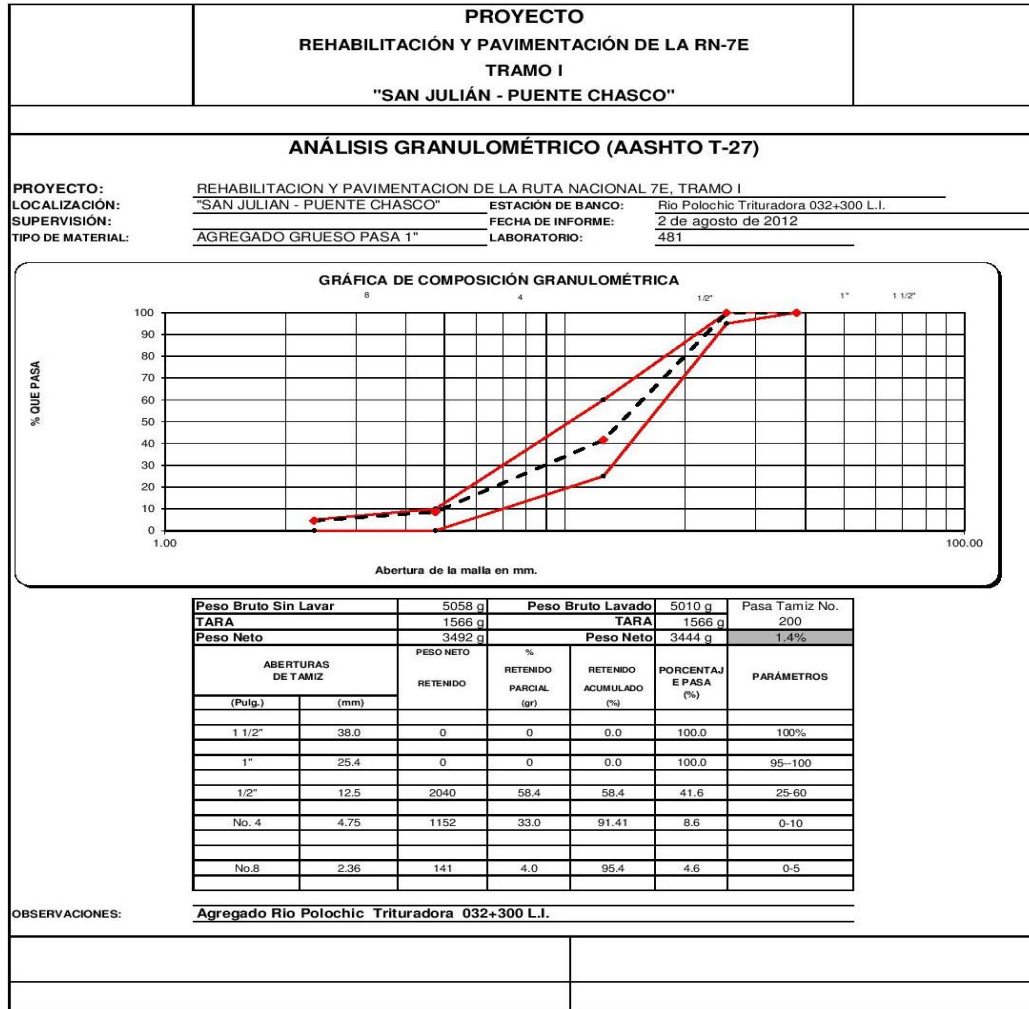 PROYECTO
REHABILITACIÓN Y PAVIMENTACIÓN DE LA RN-7E
TRAMO I
"SAN JULIÁN - PUENTE CHASCO"
ANÁLISIS GRANULOMÉTRICO (AASHTO T-27)
PROYECTO: REHABILITACION Y PAVIMENTACION DE LA RUTA NACIONAL 7E, TRAMO I
LOCALIZACIÓN: "SAN JULIAN - PUENTE CHASCO" ESTACIÓN DE BANCO: Rio Polochic Trituradora 032+300 L.I.
SUPERVISIÓN: FECHA DE INFORME: 2 de agosto de 2012
TIPO DE MATERIAL: AGREGADO GRUESO PASA 1" LABORATORIO: 481
GRÁFICA DE COMPOSICIÓN GRANULOMÉTRICA
8 4 1/2" 1" 1 1/2"
% QUE PASA
100
90
80
70
60
50
40
30
20
10
0
1.00 100.00
Abertura de la malla en mm.
Peso Bruto Sin Lavar 5058 g Peso Bruto Lavado 5010 g Pasa Tamiz No.
TARA 1566 g TARA 1566 g 200
Peso Neto 3492 g Peso Neto 3444 g 1.4%
ABERTURAS DE TAMIZ PESO NETO RETENIDO % RETENIDO PARCIAL (gr) RETENIDO ACUMULADO (%) PORCENTAJ E PASA (%) PARÁMETROS
(Pulg.) (mm)
1 1/2" 38.0 0 0 0.0 100.0 100%
1" 25.4 0 0 0.0 100.0 95--100
1/2" 12.5 2040 58.4 58.4 41.6 25-60
No. 4 4.75 1152 33.0 91.41 8.6 0-10
No.8 2.36 141 4.0 95.4 4.6 0-5
OBSERVACIONES: Agregado Rio Polochic Trituradora 032+300 L.I.